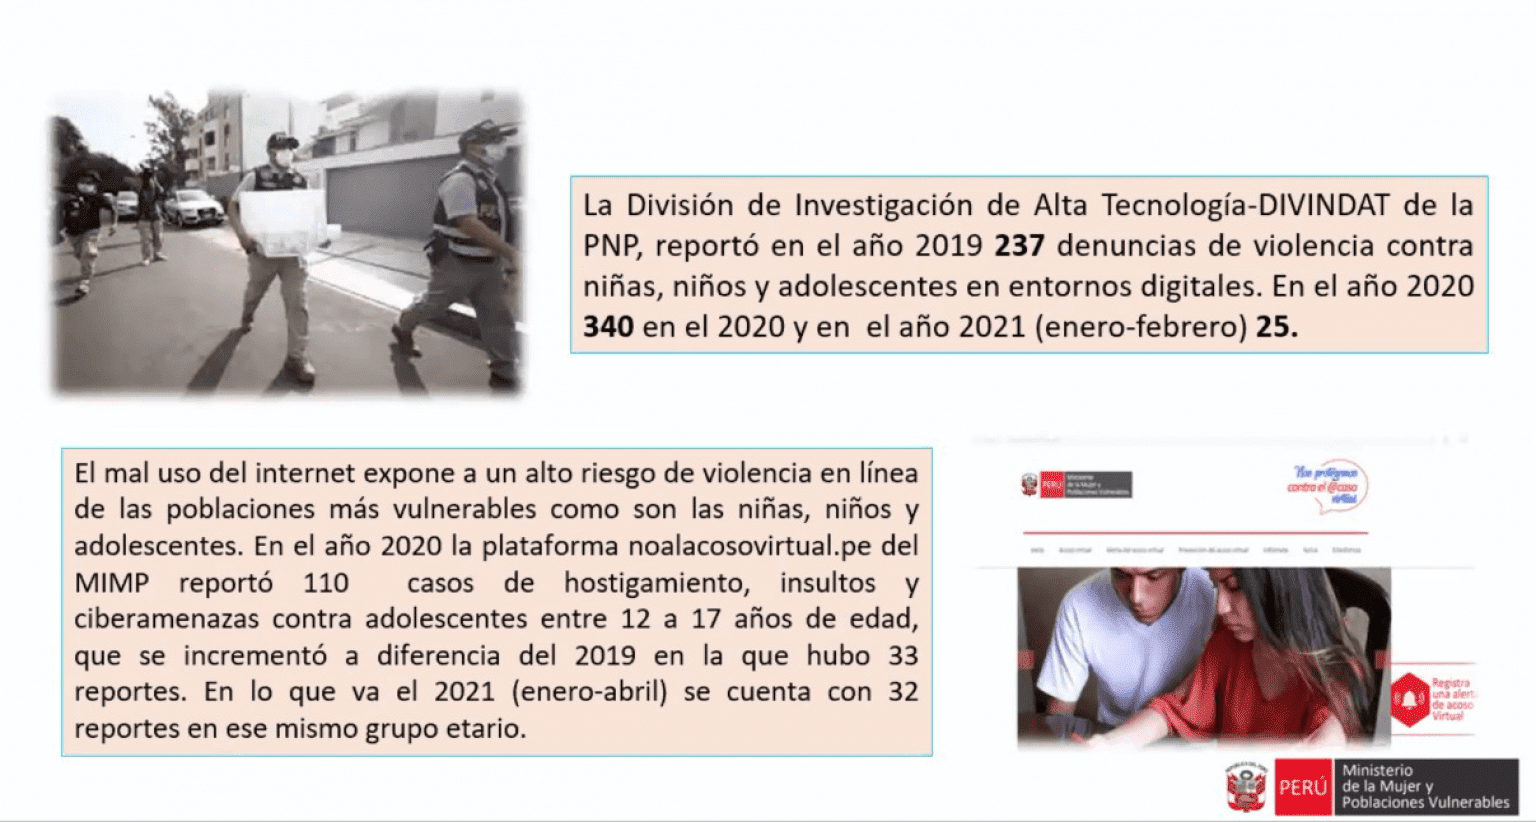 La División de Investigación de Alta Tecnología-DIVINDAT de la
PNP, reportó en el año 2019 237 denuncias de violencia contra
niñas, niños y adolescentes en entornos digitales. En el año 2020
340 en el 2020 y en el año 2021 (enero-febrero) 25.
El mal uso del internet expone a un alto riesgo de violencia en línea
de las poblaciones más vulnerables como son las niñas, niños y
adolescentes. En el año 2020 la plataforma noalacosovirtual.pe del
MIMP reportó 110 casos de hostigamiento, insultos y
ciberamenazas contra adolescentes entre 12 a 17 años de edad,
que se incrementó a diferencia del 2019 en la que hubo 33
reportes. En lo que va el 2021 (enero-abril) se cuenta con 32
reportes en ese mismo grupo etario.
PERÚ
Ministerio
de la Mujer y
Poblaciones Vulnerables
contra el @coso
virtual
Registra
una alert
de acoso
Virtual
PERÚ
Ministerio
de la Mujer y
Poblaciones Vulnerables